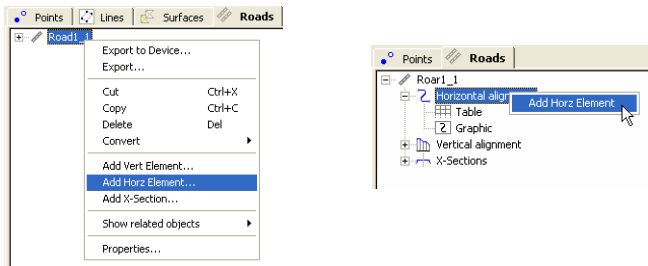 Points Lines Surfaces Roads
Road1_1
Export to Device...
Export...
Cut Ctrl+X
Copy Ctrl+C
Delete Del
Convert
Add Vert Element...
Add Horz Element...
Add X-Section...
Show related objects
Properties...
Points Roads
Roar1_1
Horizontal align
Add Horz Element
Table
Graphic
Vertical alignment
X-Sections